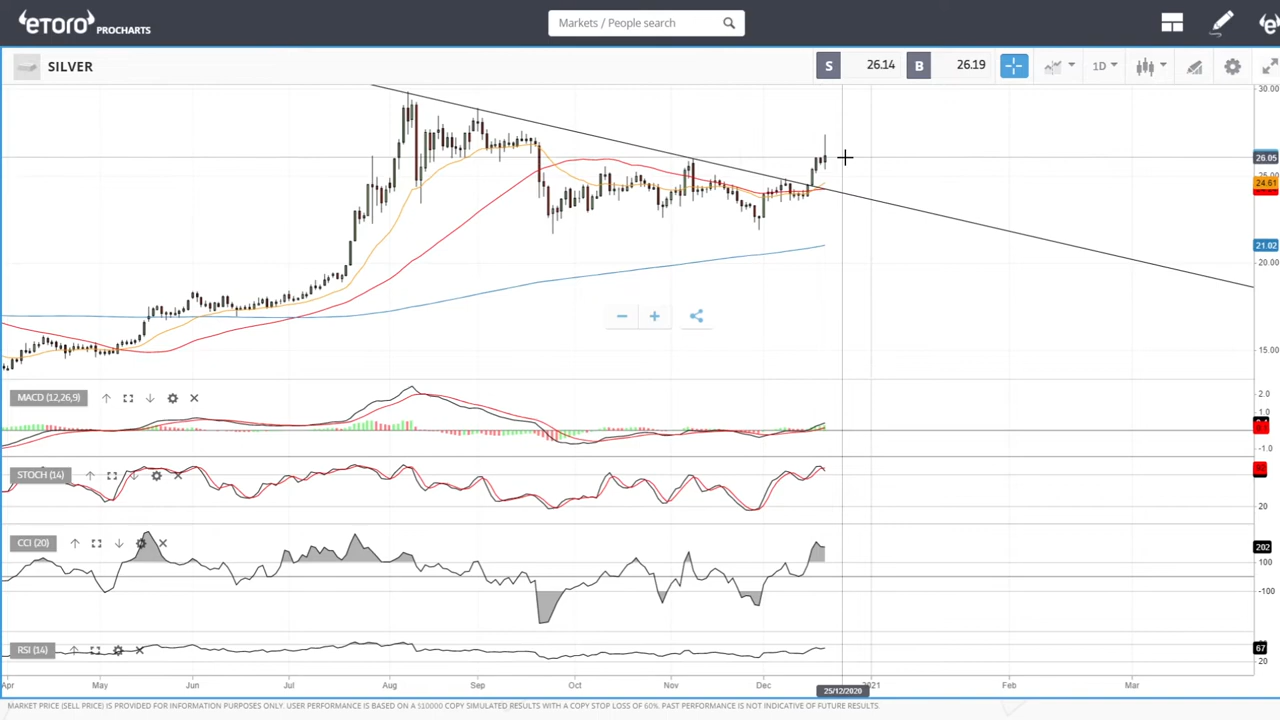 eToro PROCHARTS
Markets / People search
SILVER
S 26.14 B 26.19
1D
30.00
26.05
25.00
24.61
21.02
20.00
15.00
MACD (12,26,9)
2.0
1.0
-1.0
STOCH (14)
20
CCI (20)
202
100
-100
RSI (14)
67
20
Apr May Jun Jul Aug Sep Oct Nov Dec 2021 Feb Mar
25/12/2020
MARKET PRICE (SELL PRICE) IS PROVIDED FOR INFORMATION PURPOSES ONLY. USER PERFORMANCE IS BASED ON A $10000 COPY SIMULATED RESULTS WITH A COPY STOP LOSS OF 60%. PAST PERFORMANCE IS NOT INDICATIVE OF FUTURE RESULTS.